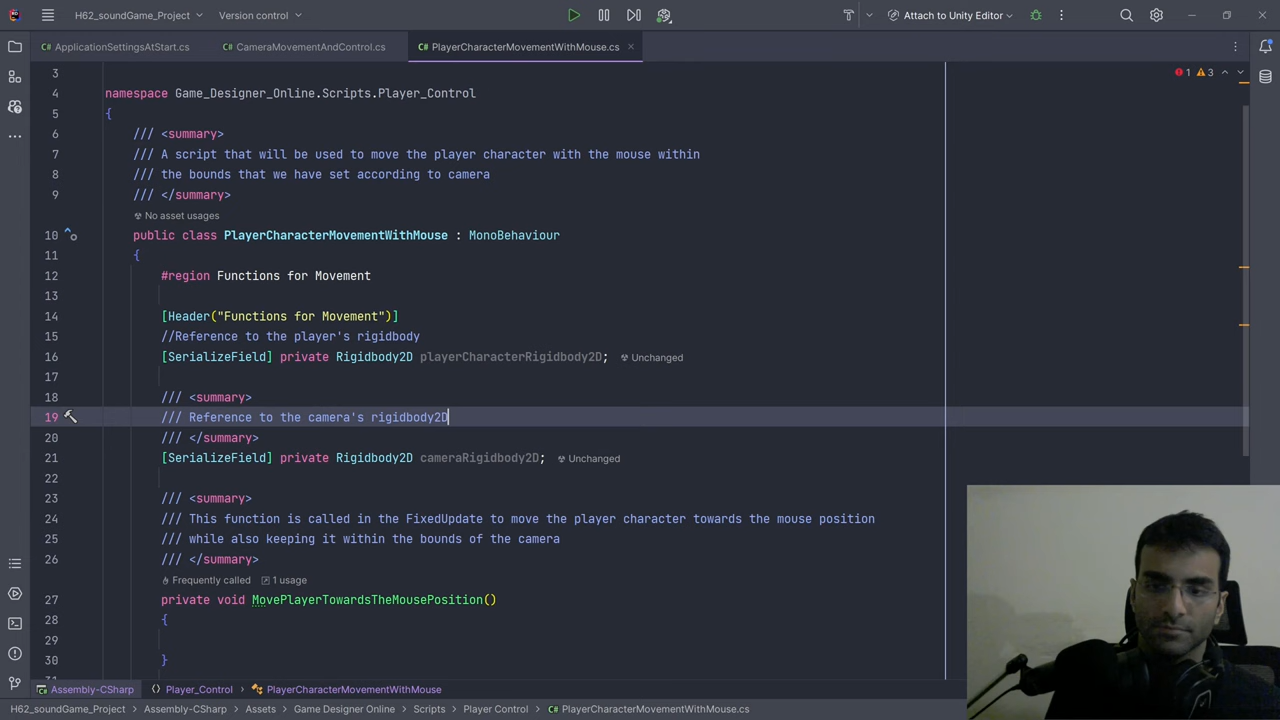 H62_soundGame_Project
Version control
Attach to Unity Editor
ApplicationSettingsAtStart.cs
CameraMovementAndControl.cs
PlayerCharacterMovementWithMouse.cs
1
3
3
4 namespace Game_Designer_Online.Scripts.Player_Control
5 {
6 /// <summary>
7 /// A script that will be used to move the player character with the mouse within
8 /// the bounds that we have set according to camera
9 /// </summary>
No asset usages
10 public class PlayerCharacterMovementWithMouse : MonoBehaviour
11 {
12 #region Functions for Movement
13
14 [Header("Functions for Movement")]
15 //Reference to the player's rigidbody
16 [SerializeField] private Rigidbody2D playerCharacterRigidbody2D; Unchanged
17
18 /// <summary>
19 /// Reference to the camera's rigidbody2D
20 /// </summary>
21 [SerializeField] private Rigidbody2D cameraRigidbody2D; Unchanged
22
23 /// <summary>
24 /// This function is called in the FixedUpdate to move the player character towards the mouse position
25 /// while also keeping it within the bounds of the camera
26 /// </summary>
Frequently called 1 usage
27 private void MovePlayerTowardsTheMousePosition()
28 {
29
30 }
Assembly-CSharp Player_Control PlayerCharacterMovementWithMouse
H62_soundGame_Project Assembly-CSharp Assets Game Designer Online Scripts Player Control PlayerCharacterMovementWithMouse.cs